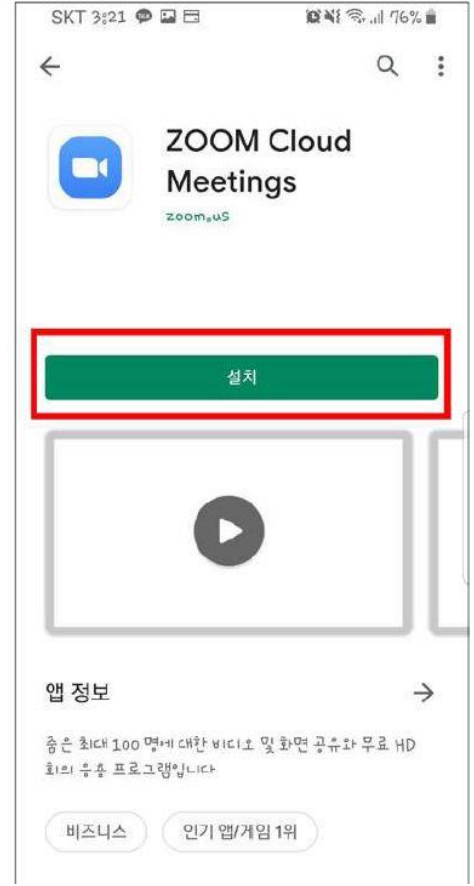 SKT 3:21 76%
ZOOM Cloud
Meetings
zoom.us
설치
앱 정보
줌은 최대 100 명에 대한 비디오 및 화면 공유와 무료 HD
회의 응용 프로그램입니다
비즈니스
인기 앱/게임 1위